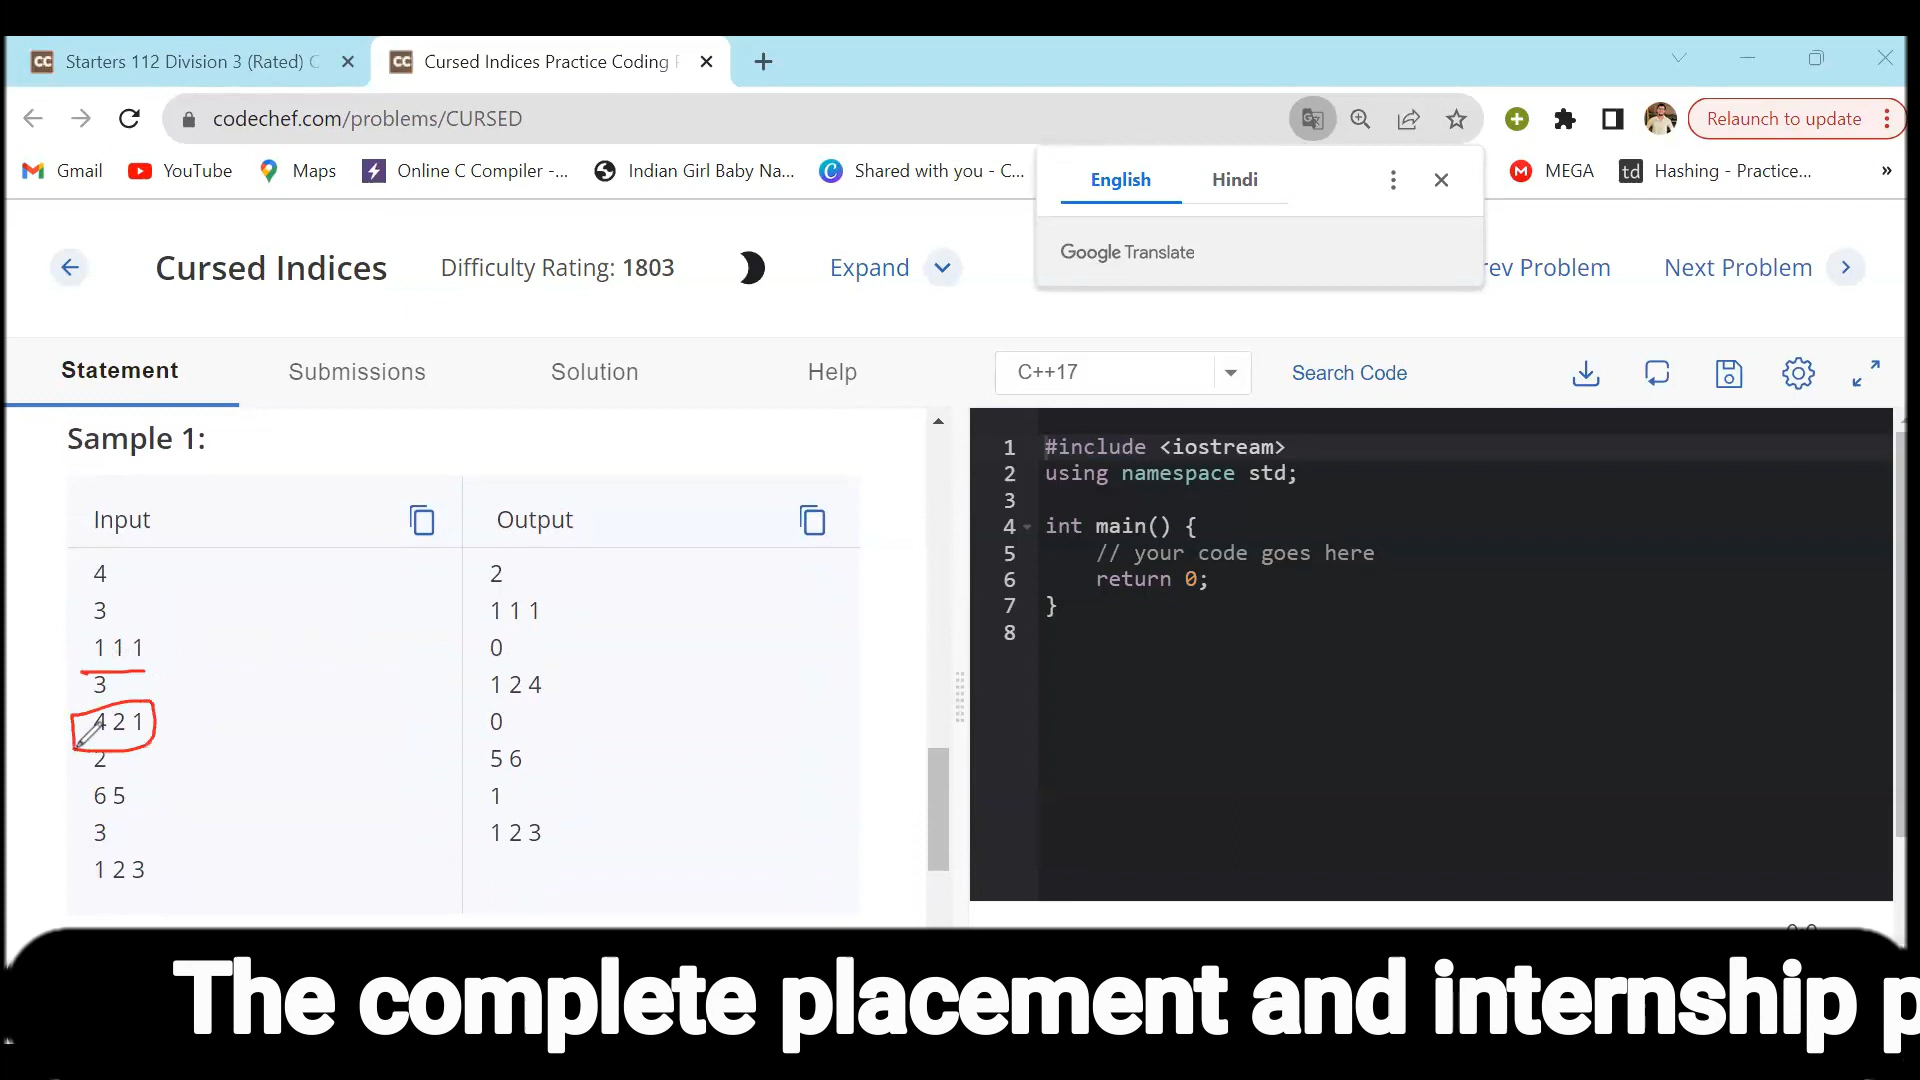 Starters 112 Division 3 (Rated) C
Cursed Indices Practice Coding P
codechef.com/problems/CURSED
Relaunch to update
Gmail
YouTube
Maps
Online C Compiler -...
Indian Girl Baby Na...
Shared with you - C...
MEGA
td
Hashing - Practice...
»
English
Hindi
Google Translate
Cursed Indices
Difficulty Rating: 1803
Expand
rev Problem
Next Problem
Statement
Submissions
Solution
Help
C++17
Search Code
Sample 1:
Input
Output
4
3
1 1 1
3
4 2 1
2
6 5
3
1 2 3
2
1 1 1
0
1 2 4
0
5 6
1
1 2 3
1 #include <iostream>
2 using namespace std;
3
4 int main() {
5 // your code goes here
6 return 0;
7 }
8
The complete placement and internship p